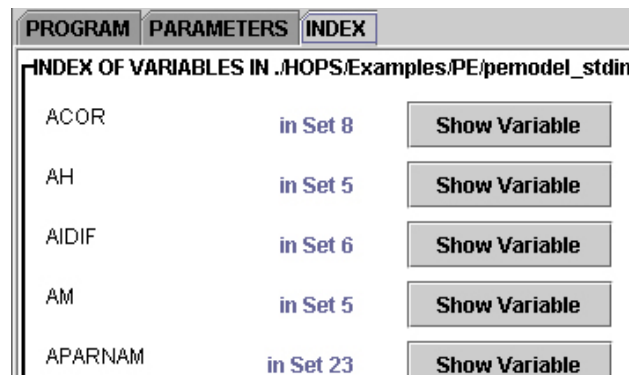 PROGRAM PARAMETERS INDEX
INDEX OF VARIABLES IN ./HOPS/Examples/PE/pemodel_stdin
ACOR in Set 8 Show Variable
AH in Set 5 Show Variable
AIDIF in Set 6 Show Variable
AM in Set 5 Show Variable
APARNAM in Set 23 Show Variable